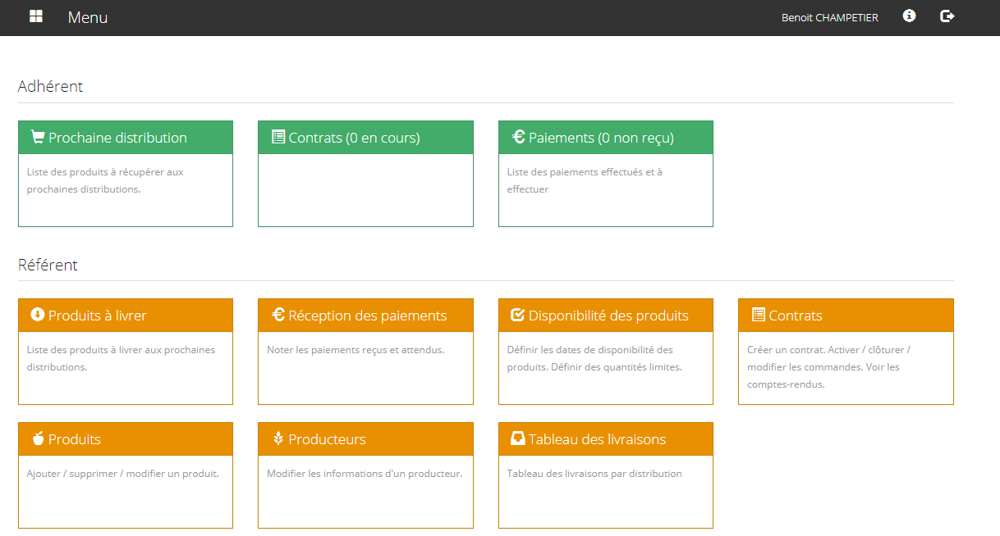 Menu
Benoit CHAMPETIER
Adhérent
Prochaine distribution
Liste des produits à récupérer aux
prochaines distributions.
Contrats (0 en cours)
Paiements (0 non reçu)
Liste des paiements effectués et à
effectuer
Référent
Produits à livrer
Liste des produits à livrer aux prochaines
distributions.
Réception des paiements
Noter les paiements reçus et attendus.
Disponibilité des produits
Définir les dates de disponibilité des
produits. Définir des quantités limites.
Contrats
Créer un contrat. Activer / clôturer /
modifier les commandes. Voir les
comptes-rendus.
Produits
Ajouter / supprimer / modifier un produit.
Producteurs
Modifier les informations d'un producteur.
Tableau des livraisons
Tableau des livraisons par distribution